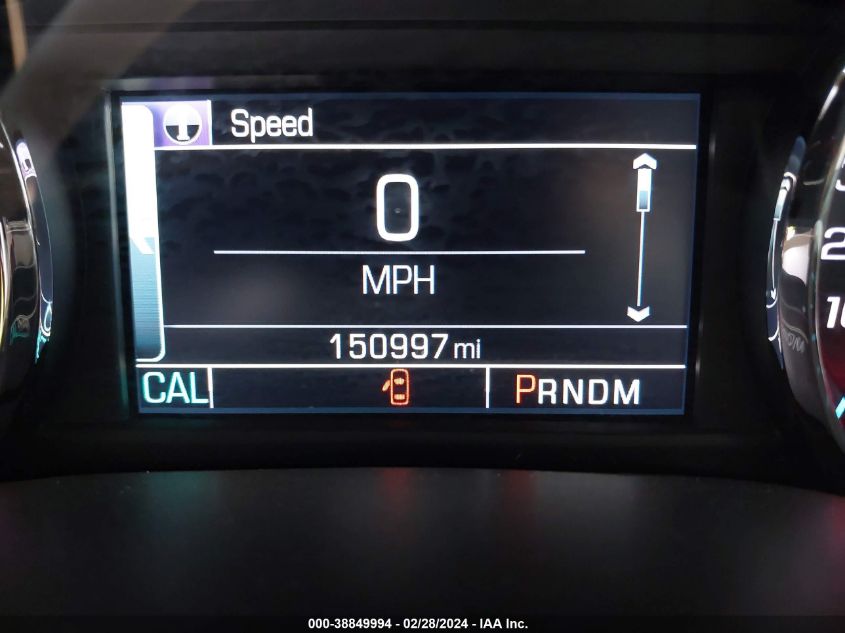 Speed
0
MPH
150997 mi
CAL
PRNDM
000-38849994 - 02/28/2024 - IAA Inc.